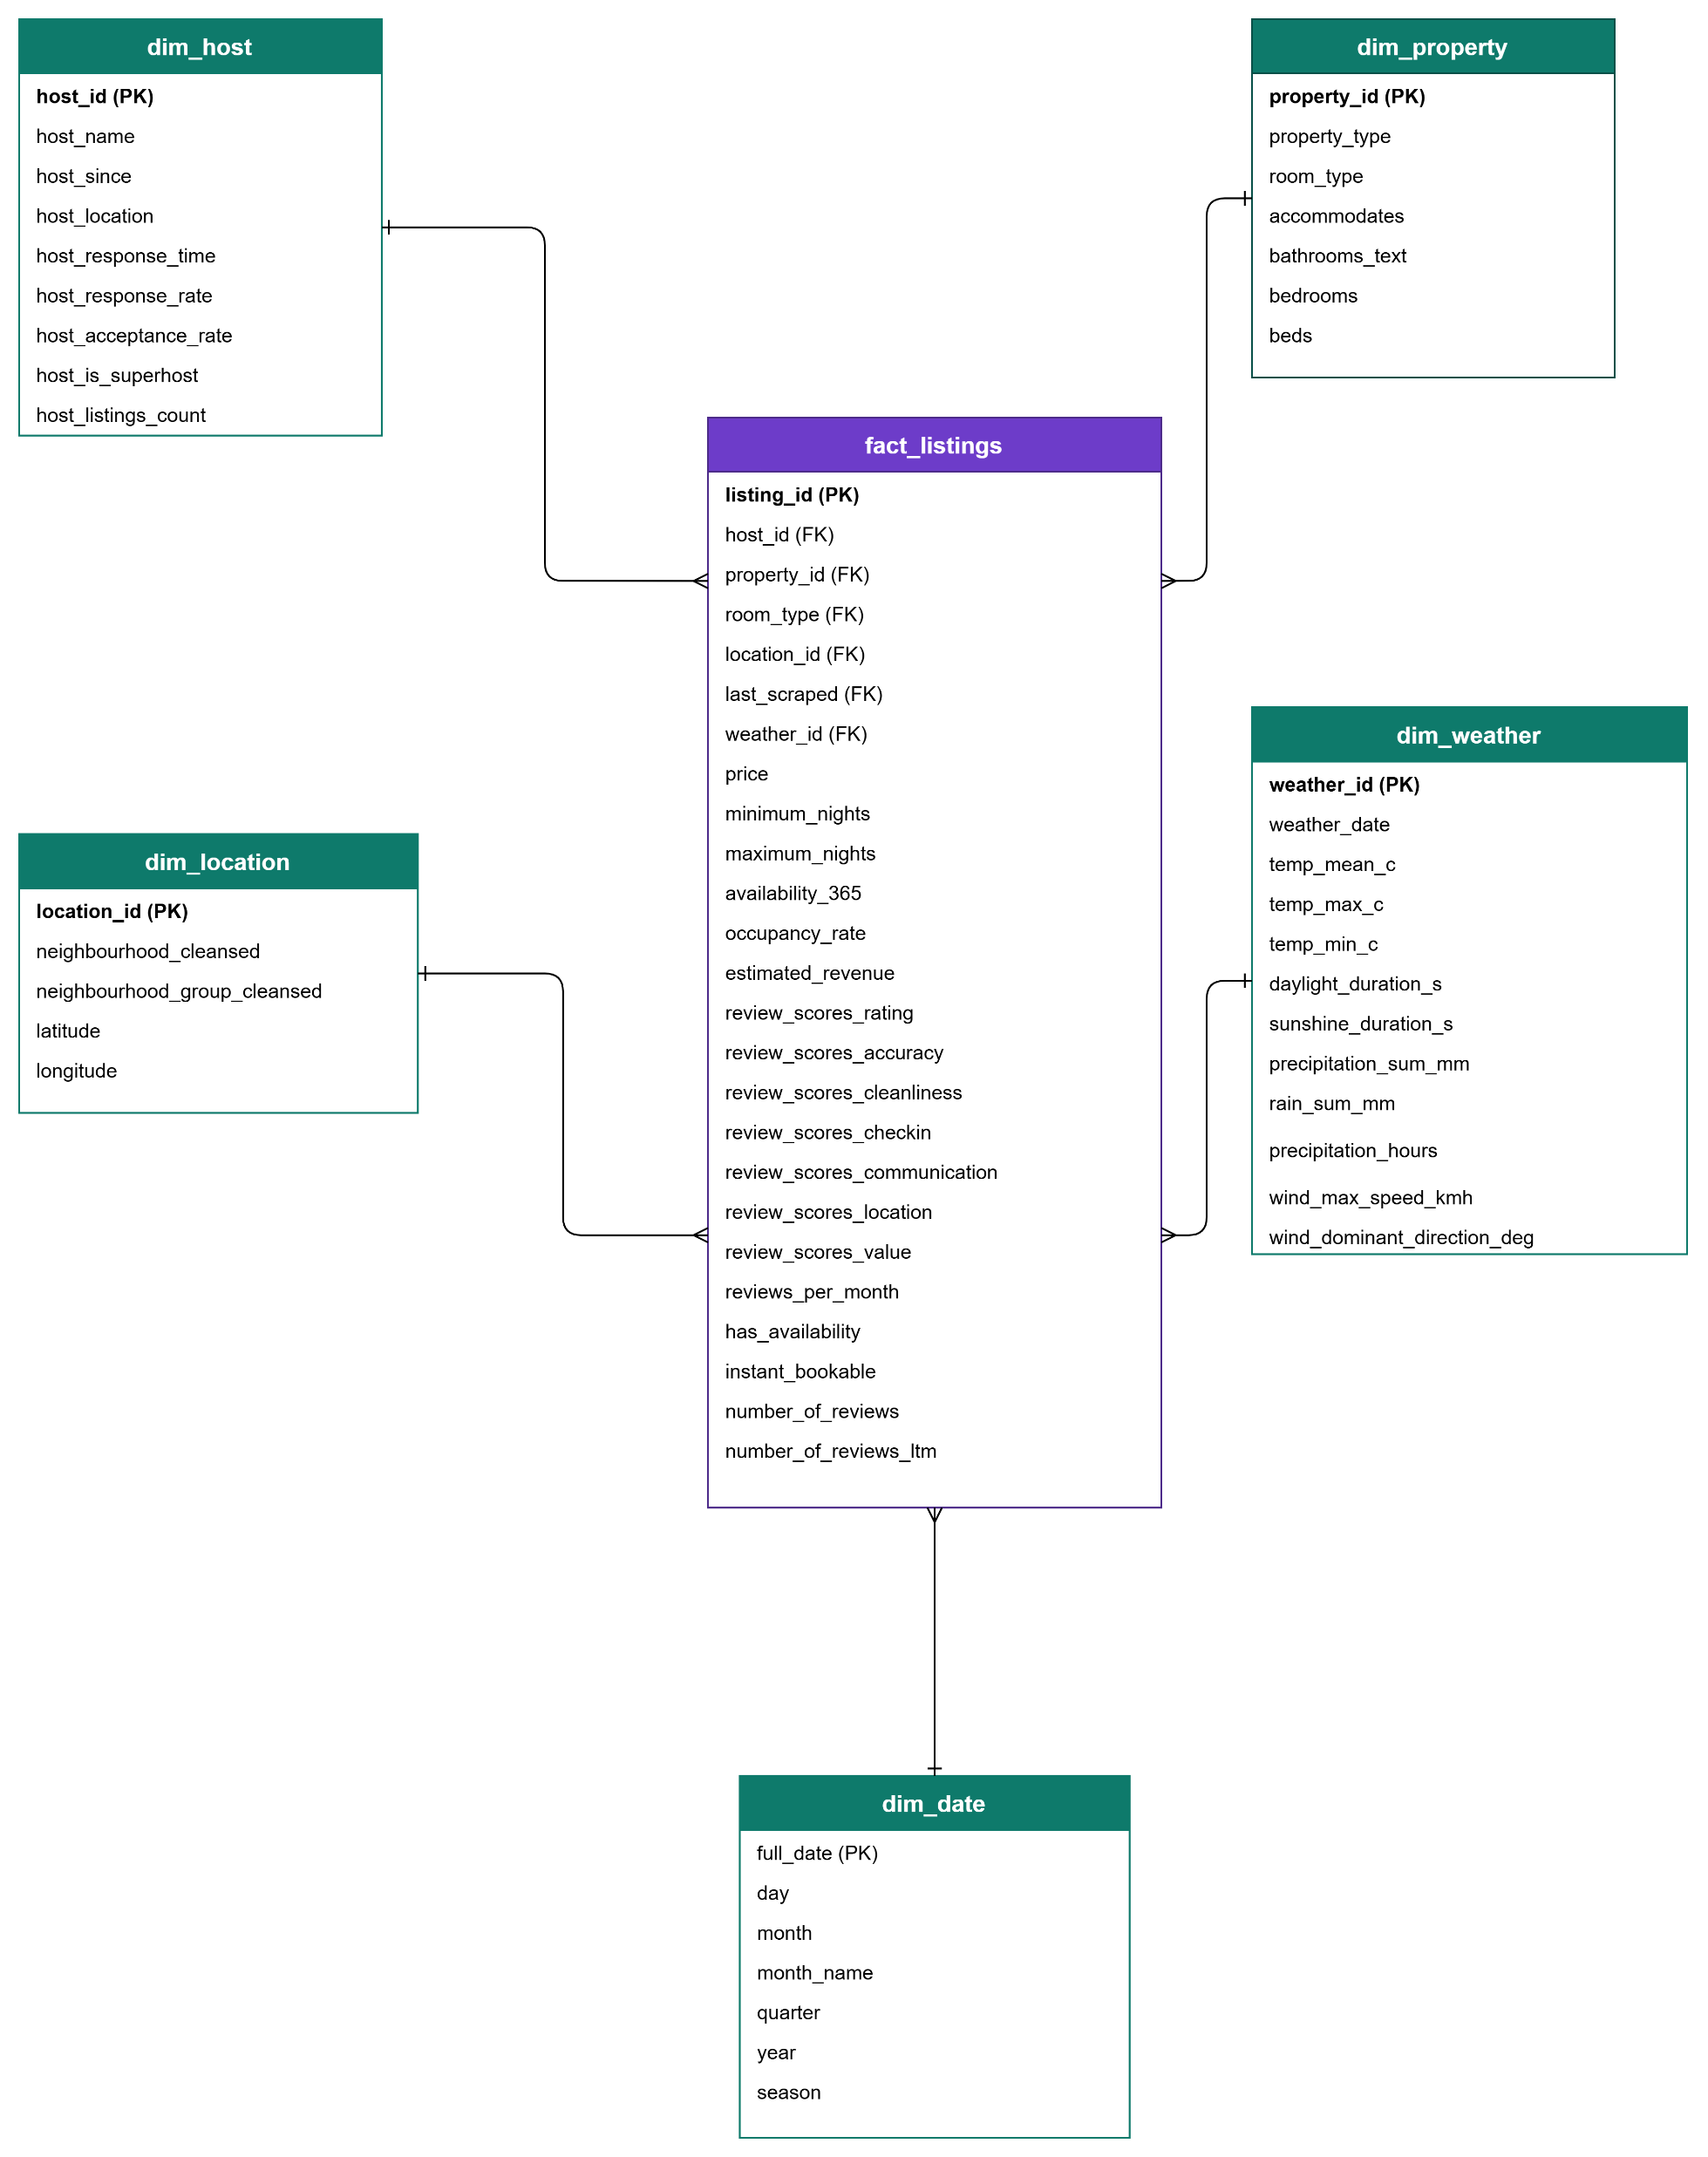 dim_host
host_id (PK)
host_name
host_since
host_location
host_response_time
host_response_rate
host_acceptance_rate
host_is_superhost
host_listings_count
dim_property
property_id (PK)
property_type
room_type
accommodates
bathrooms_text
bedrooms
beds
fact_listings
listing_id (PK)
host_id (FK)
property_id (FK)
room_type (FK)
location_id (FK)
last_scraped (FK)
weather_id (FK)
price
minimum_nights
maximum_nights
availability_365
occupancy_rate
estimated_revenue
review_scores_rating
review_scores_accuracy
review_scores_cleanliness
review_scores_checkin
review_scores_communication
review_scores_location
review_scores_value
reviews_per_month
has_availability
instant_bookable
number_of_reviews
number_of_reviews_ltm
dim_weather
weather_id (PK)
weather_date
temp_mean_c
temp_max_c
temp_min_c
daylight_duration_s
sunshine_duration_s
precipitation_sum_mm
rain_sum_mm
precipitation_hours
wind_max_speed_kmh
wind_dominant_direction_deg
dim_location
location_id (PK)
neighbourhood_cleansed
neighbourhood_group_cleansed
latitude
longitude
dim_date
full_date (PK)
day
month
month_name
quarter
year
season